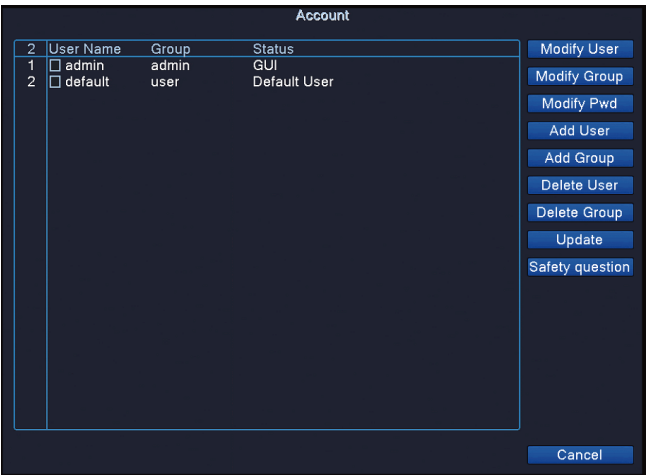 Account
2 User Name Group Status
1 admin admin GUI
2 default user Default User
Modify User
Modify Group
Modify Pwd
Add User
Add Group
Delete User
Delete Group
Update
Safety question
Cancel